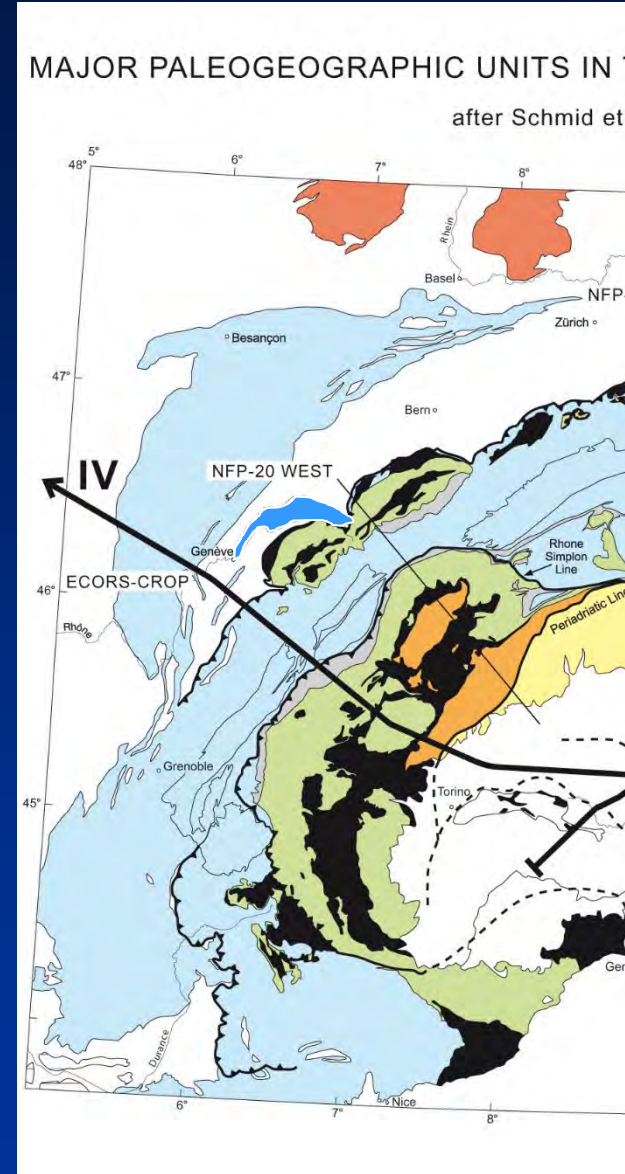 MAJOR PALEOGEOGRAPHIC UNITS IN
after Schmid et
5°
48°
6°
7°
8°
Rhein
Basel
NFP-
Zürich
Besançon
47°
Bern
IV
NFP-20 WEST
Genève
Rhone
Simplon
Line
ECORS-CROP
46°
Periadriatic Line
Rhône
Grenoble
Torino
45°
Gen
Durance
Nice
6°
7°
8°